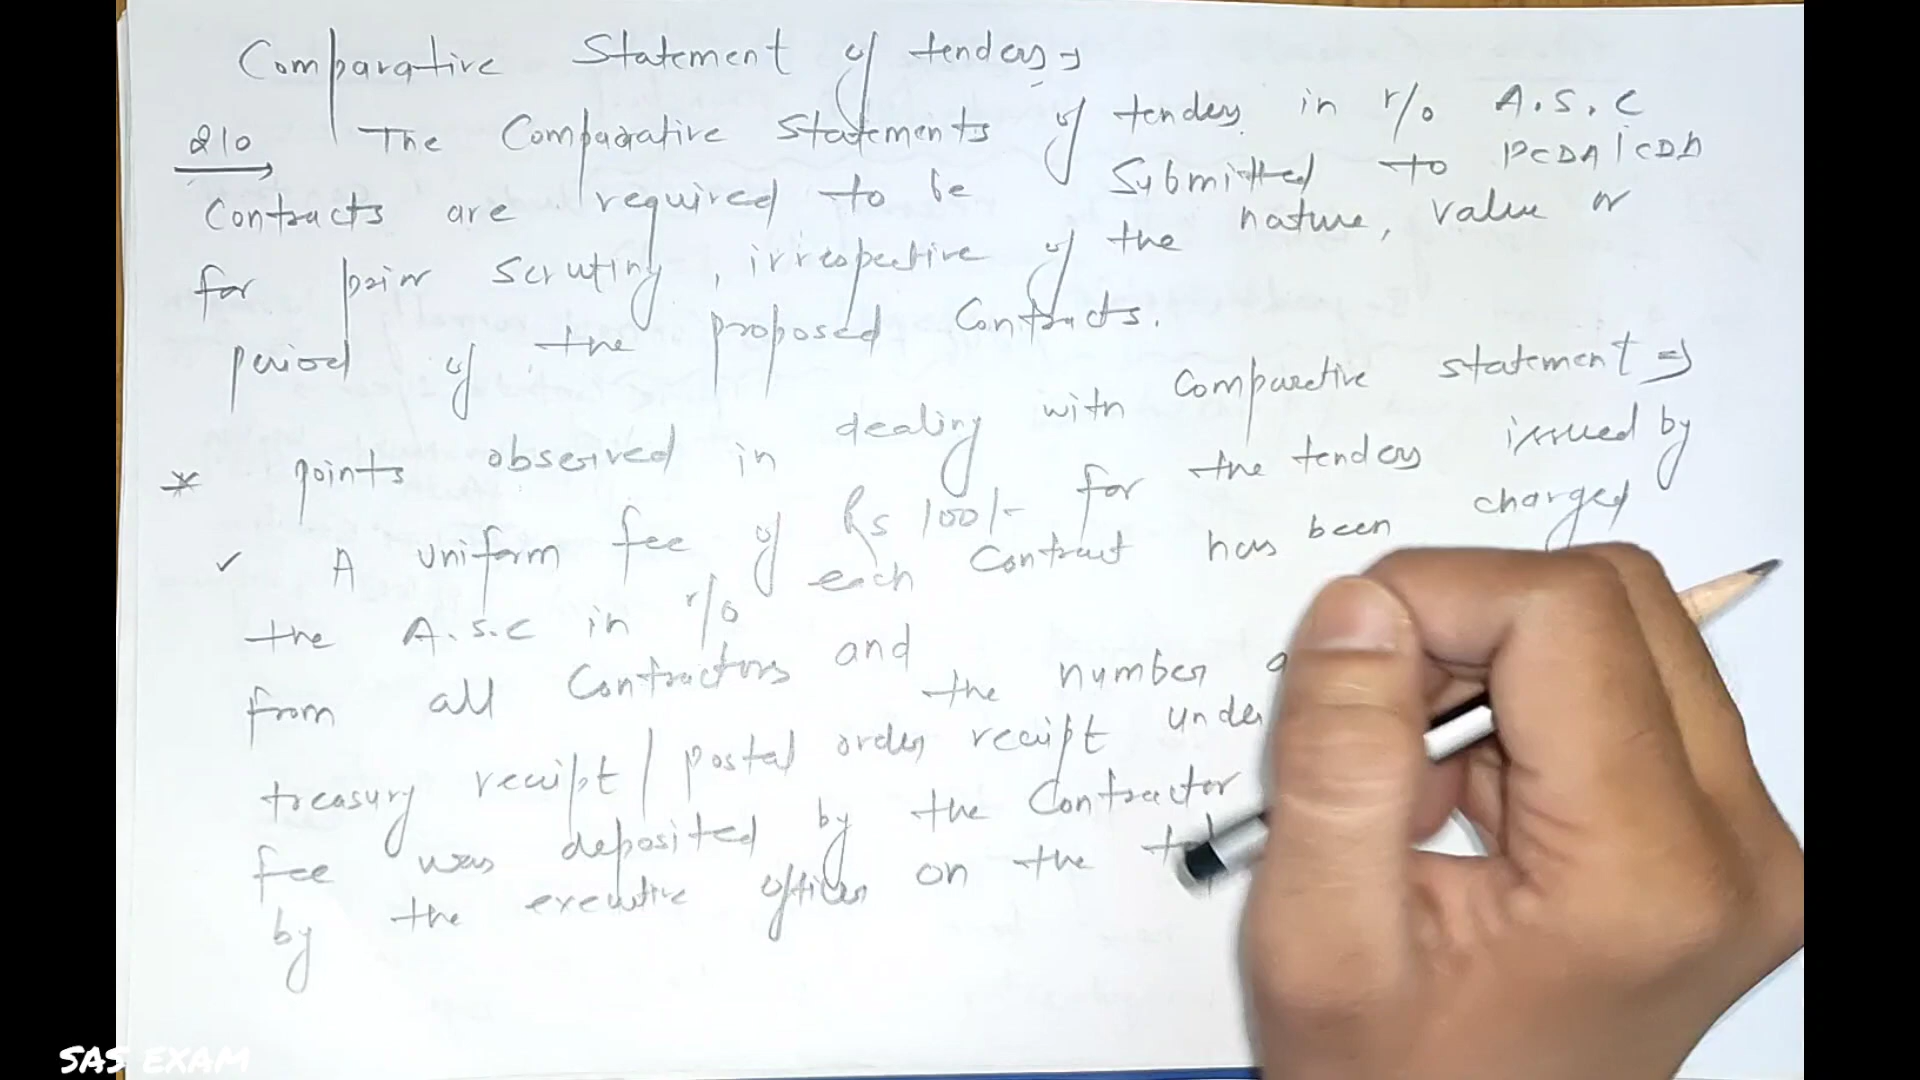 Comparative Statement of tenders →
210 The Comparative Statements of tenders in r/o A.S.C
Contracts are required to be Submitted to PCDA/CDA
for prior Scrutiny, irrespective of the nature, value or
period of the proposed Contracts.
* points observed in dealing with Comparative statement ⇒
✓ A uniform fee of Rs 100/- for the tenders issued by
the A.S.C in r/o each Contract has been charged
from all Contractors and the number
treasury receipt / postal order receipt under
fee was deposited by the Contractor
by the executive officer on the
SAS EXAM